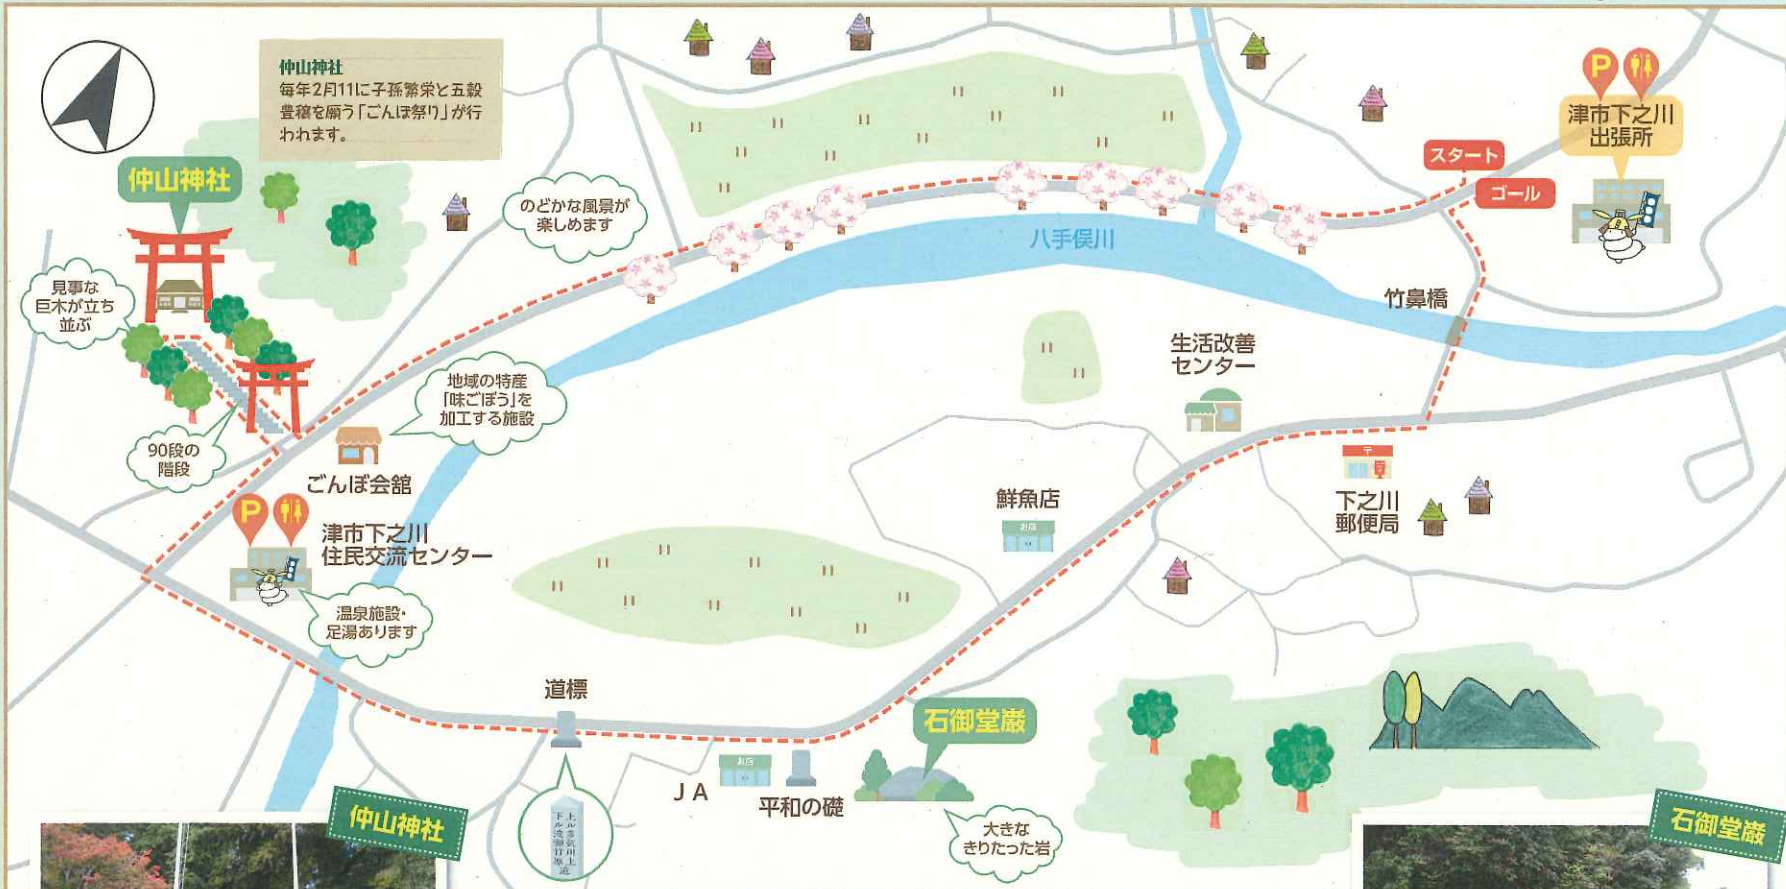 仲山神社
毎年2月11に子孫繁栄と五穀
豊穣を願う「ごんぼ祭り」が行
われます。
P
津市下之川
出張所
スタート
ゴール
仲山神社
のどかな風景が
楽しめます
八手俣川
竹鼻橋
見事な
巨木が立ち
並ぶ
生活改善
センター
地域の特産
「味ごぼう」を
加工する施設
90段の
階段
ごんぼ会館
P
津市下之川
住民交流センター
温泉施設・
足湯あります
鮮魚店
お店
〒
下之川
郵便局
道標
石御堂巌
JA
お店
平和の礎
大きな
きりたった岩
仲山神社
石御堂巌